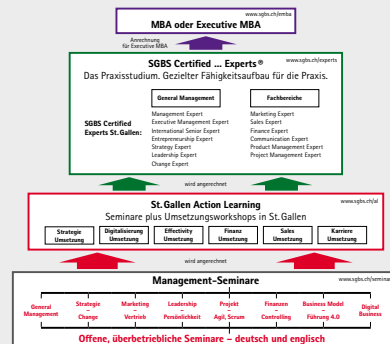 www.sgbs.ch/emba
MBA oder Executive MBA
Anrechnung
für Executive MBA
www.sgbs.ch/experts
SGBS Certified ... Experts®
Das Praxisstudium. Gezielter Fähigkeitsaufbau für die Praxis.
SGBS Certified
Experts St.Gallen:
General Management
Management Expert
Executive Management Expert
International Senior Expert
Entrepreneurship Expert
Strategy Expert
Leadership Expert
Change Expert
Fachbereiche
Marketing Expert
Sales Expert
Finance Expert
Communication Expert
Product Management Expert
Project Management Expert
wird angerechnet
www.sgbs.ch/al
St.Gallen Action Learning
Seminare plus Umsetzungsworkshops in St.Gallen
Strategie
Umsetzung
Digitalisierung
Umsetzung
Effectivity
Umsetzung
Finanz
Umsetzung
Sales
Umsetzung
Karriere
Umsetzung
wird angerechnet
www.sgbs.ch/seminar
Management-Seminare
General
Management
Strategie
–
Change
Marketing
–
Vertrieb
Leadership
–
Persönlichkeit
Projekt
–
Agil, Scrum
Finanzen
–
Controlling
Business Model
–
Führung 4.0
Digital
Business
Offene, überbetriebliche Seminare – deutsch und englisch